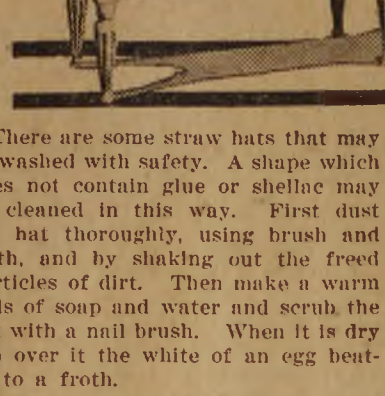 There are some straw hats that may
washed with safety. A shape which
es not contain glue or shellac may
cleaned in this way. First dust
hat thoroughly, using brush and
th, and by shaking out the freed
rticles of dirt. Then make a warm
ds of soap and water and scrub the
with a nail brush. When it is dry
over it the white of an egg beat-
to a froth.